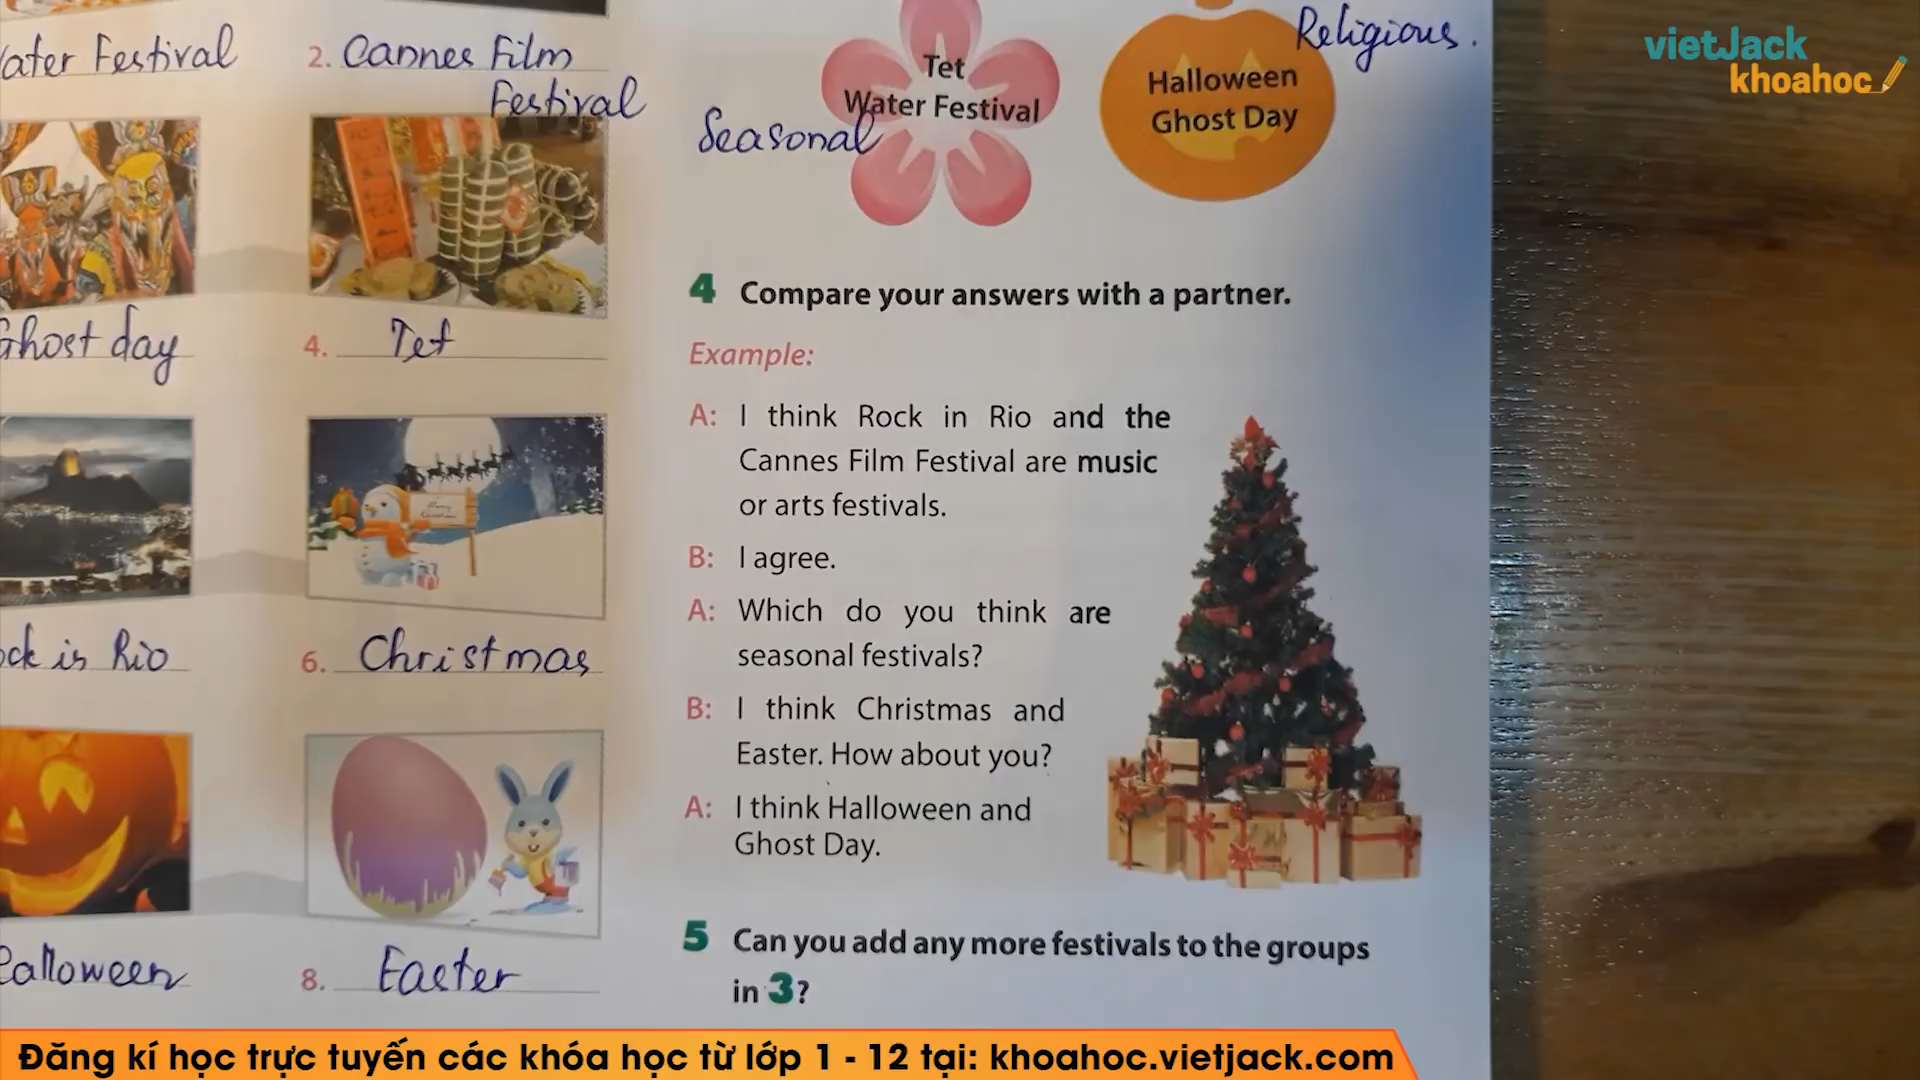 ater Festival
2. Cannes Film
Festival
Ghost day
4. Tet
ck is Rio
6. Christmas
alloween
8. Easter
Tet
Water Festival
Seasonal
Halloween
Ghost Day
Religious.
4 Compare your answers with a partner.
Example:
A: I think Rock in Rio and the
Cannes Film Festival are music
or arts festivals.
B: I agree.
A: Which do you think are
seasonal festivals?
B: I think Christmas and
Easter. How about you?
A: I think Halloween and
Ghost Day.
5 Can you add any more festivals to the groups
in 3?
vietJack
khoahoc
Đăng kí học trực tuyến các khóa học từ lớp 1 - 12 tại: khoahoc.vietjack.com